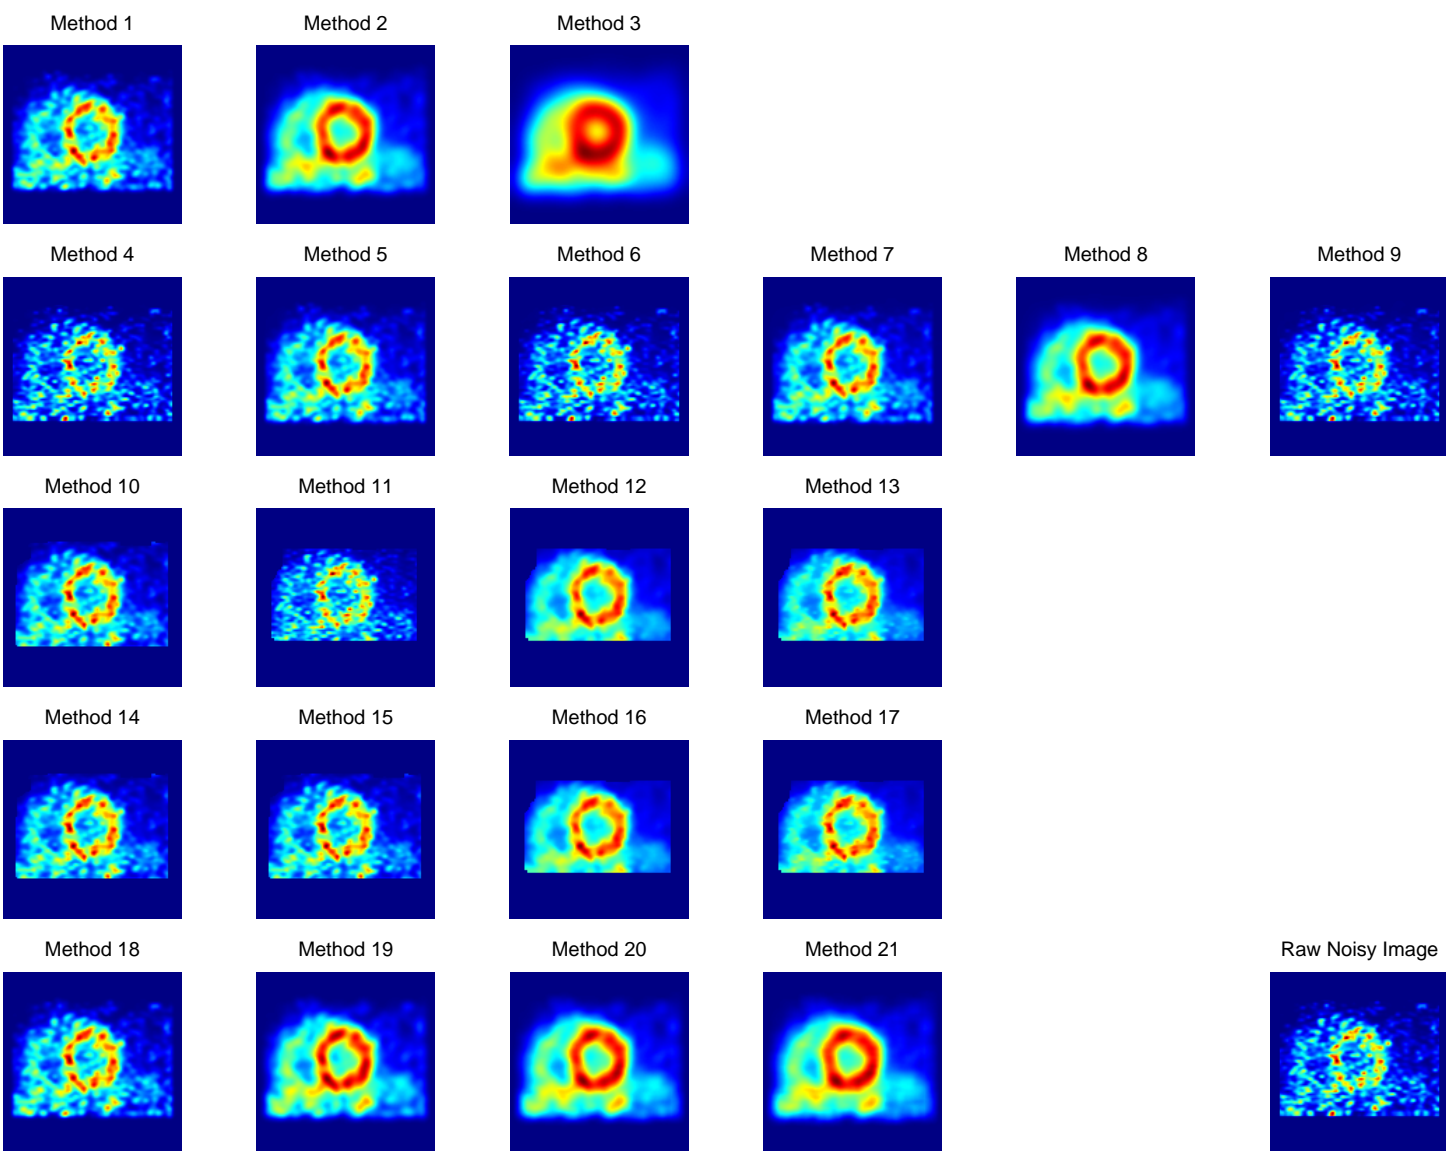 Method 1
Method 2
Method 3
Method 4
Method 5
Method 6
Method 7
Method 8
Method 9
Method 10
Method 11
Method 12
Method 13
Method 14
Method 15
Method 16
Method 17
Method 18
Method 19
Method 20
Method 21
Raw Noisy Image